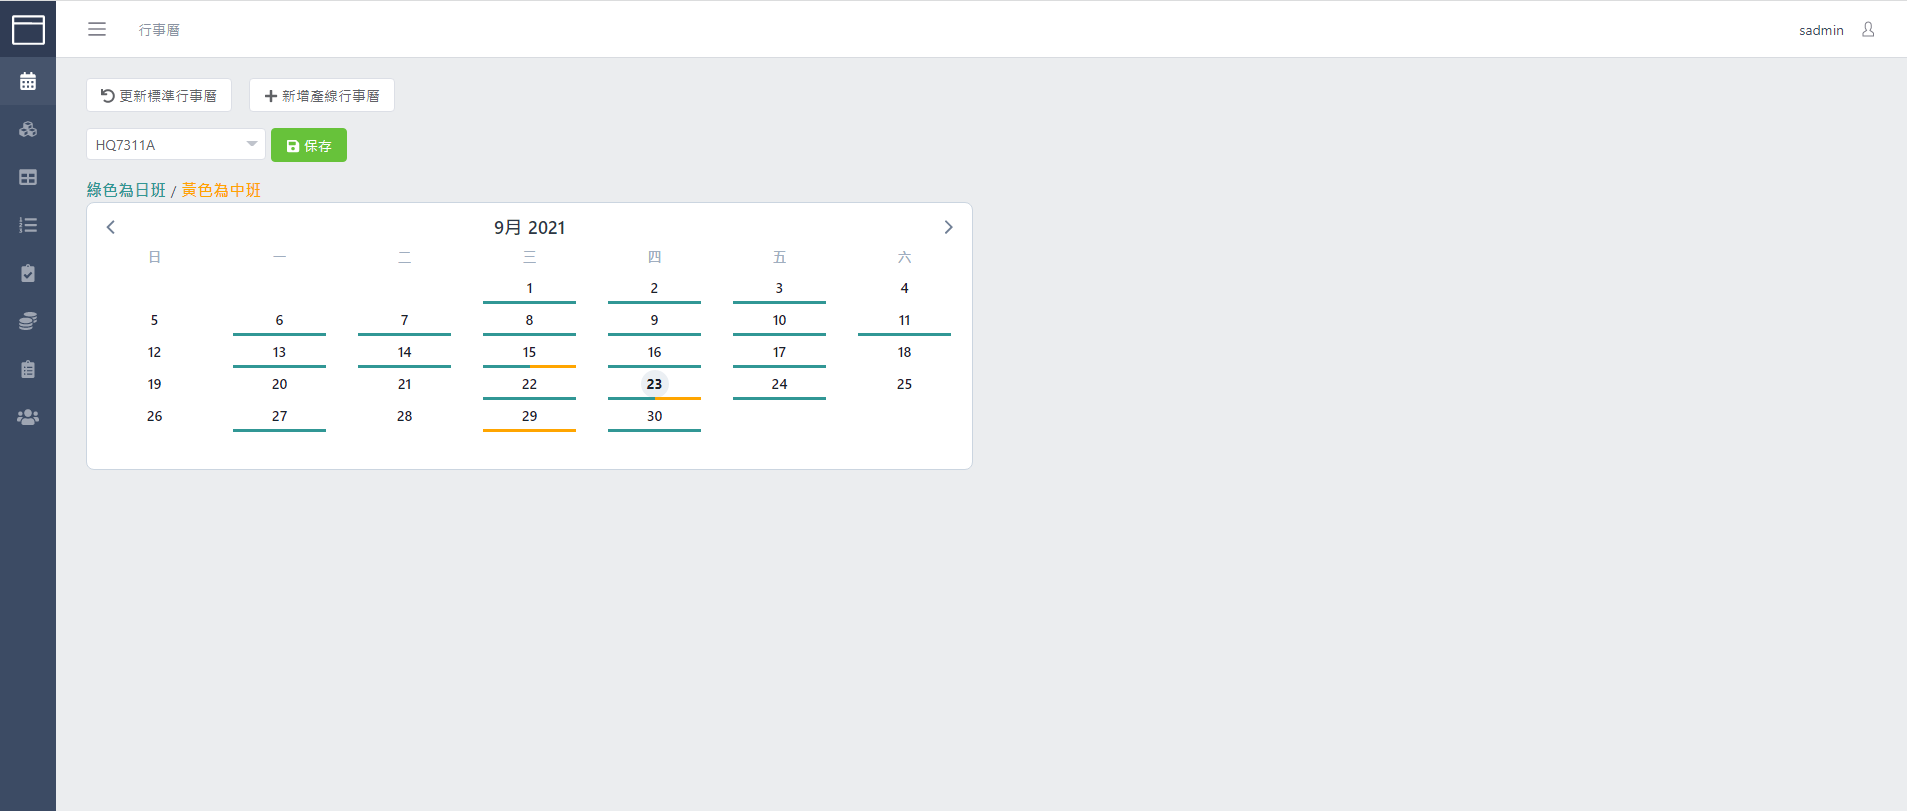 行事曆
sadmin
更新標準行事曆
新增產線行事曆
HQ7311A
保存
綠色為日班 / 黃色為中班
9月 2021
日 一 二 三 四 五 六
1 2 3 4
5 6 7 8 9 10 11
12 13 14 15 16 17 18
19 20 21 22 23 24 25
26 27 28 29 30